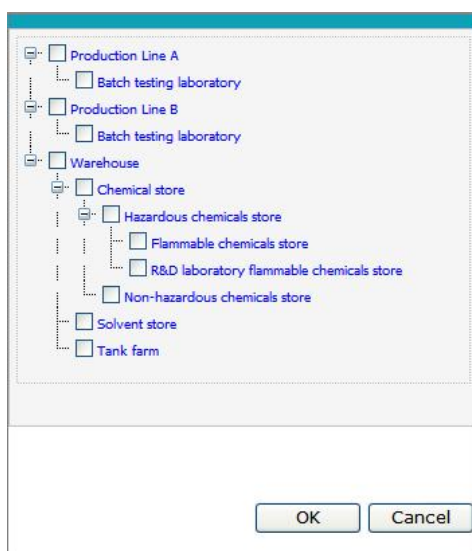 Production Line A
Batch testing laboratory
Production Line B
Batch testing laboratory
Warehouse
Chemical store
Hazardous chemicals store
Flammable chemicals store
R&D laboratory flammable chemicals store
Non-hazardous chemicals store
Solvent store
Tank farm
OK Cancel